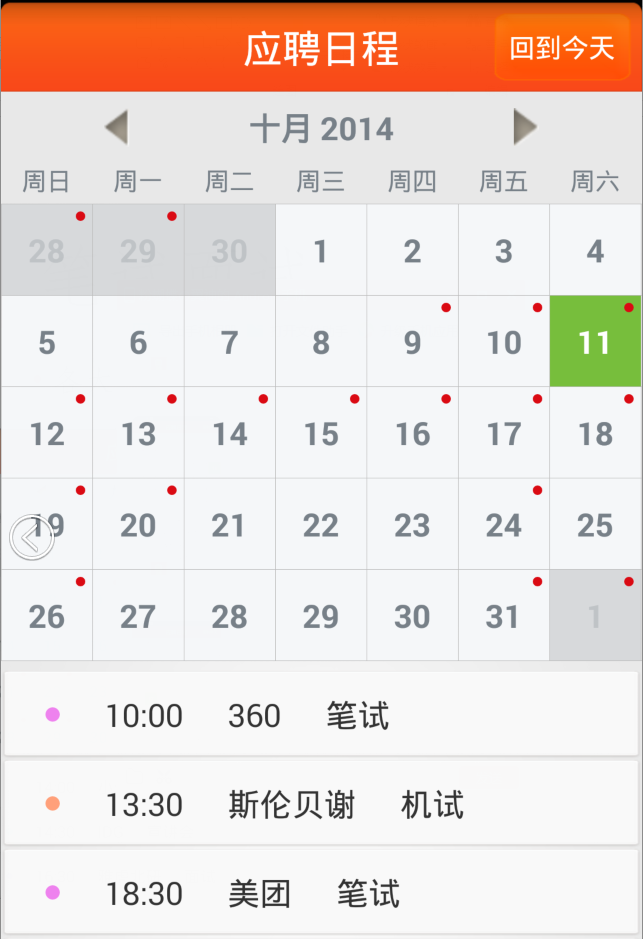 应聘日程 回到今天
十月 2014
周日 周一 周二 周三 周四 周五 周六
28 29 30 1 2 3 4
5 6 7 8 9 10 11
12 13 14 15 16 17 18
19 20 21 22 23 24 25
26 27 28 29 30 31 1
10:00 360 笔试
13:30 斯伦贝谢 机试
18:30 美团 笔试